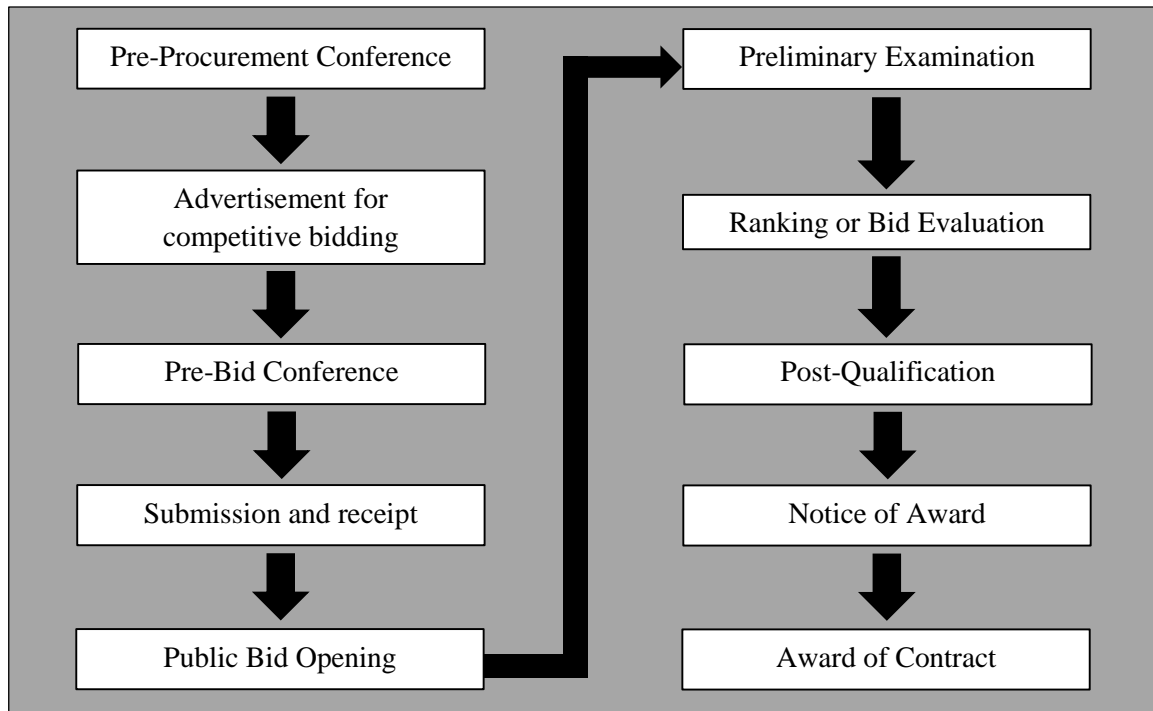 Pre-Procurement Conference
Advertisement for
competitive bidding
Pre-Bid Conference
Submission and receipt
Public Bid Opening
Preliminary Examination
Ranking or Bid Evaluation
Post-Qualification
Notice of Award
Award of Contract